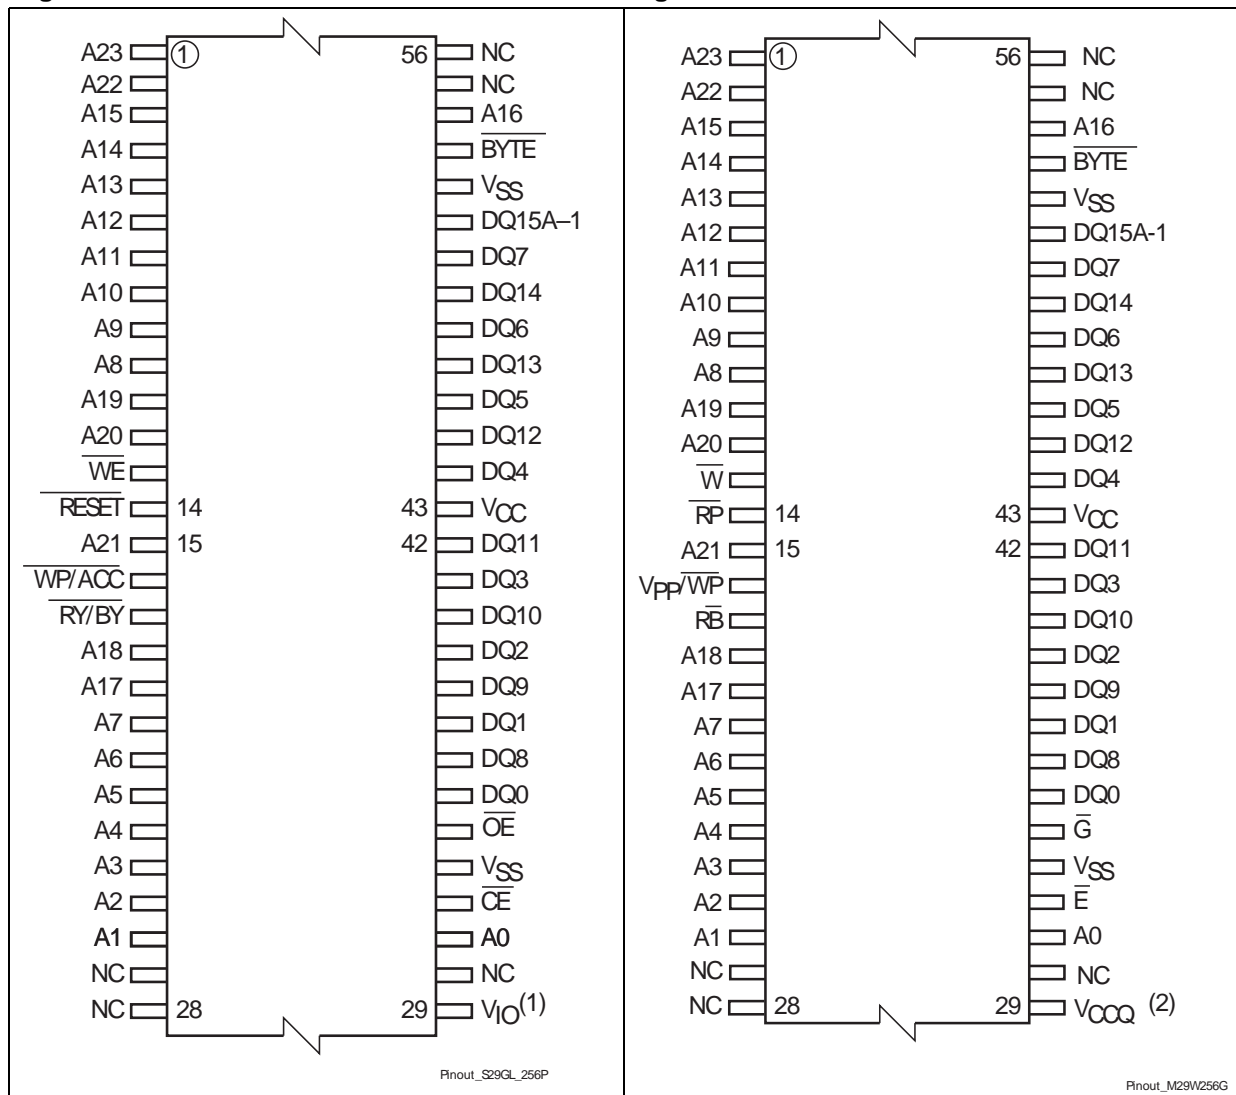 A23 1 56 NC
A22 NC
A15 A16
A14 BYTE
A13 VSS
A12 DQ15A–1
A11 DQ7
A10 DQ14
A9 DQ6
A8 DQ13
A19 DQ5
A20 DQ12
WE DQ4
RESET 14 43 VCC
A21 15 42 DQ11
WP/ACC DQ3
RY/BY DQ10
A18 DQ2
A17 DQ9
A7 DQ1
A6 DQ8
A5 DQ0
A4 OE
A3 VSS
A2 CE
A1 A0
NC NC
NC 28 29 VIO(1)
Pinout_S29GL_256P
A23 1 56 NC
A22 NC
A15 A16
A14 BYTE
A13 VSS
A12 DQ15A-1
A11 DQ7
A10 DQ14
A9 DQ6
A8 DQ13
A19 DQ5
A20 DQ12
W DQ4
RP 14 43 VCC
A21 15 42 DQ11
VPP/WP DQ3
RB DQ10
A18 DQ2
A17 DQ9
A7 DQ1
A6 DQ8
A5 DQ0
A4 G
A3 VSS
A2 E
A1 A0
NC NC
NC 28 29 VCCQ (2)
Pinout_M29W256G